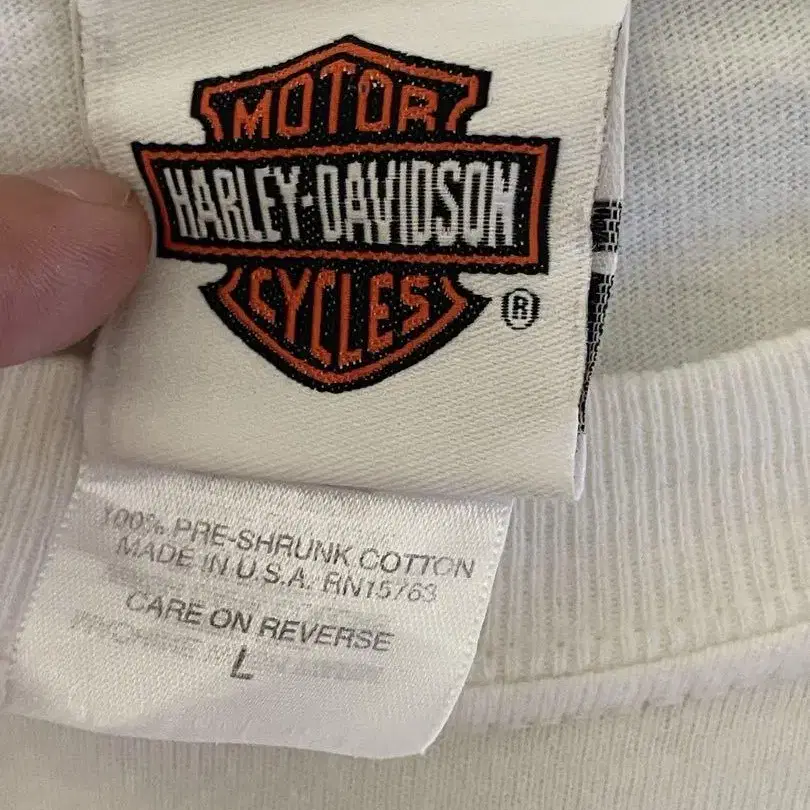 MOTOR
HARLEY-DAVIDSON
CYCLES
®
100% PRE-SHRUNK COTTON
MADE IN U.S.A. RN15763
CARE ON REVERSE
L